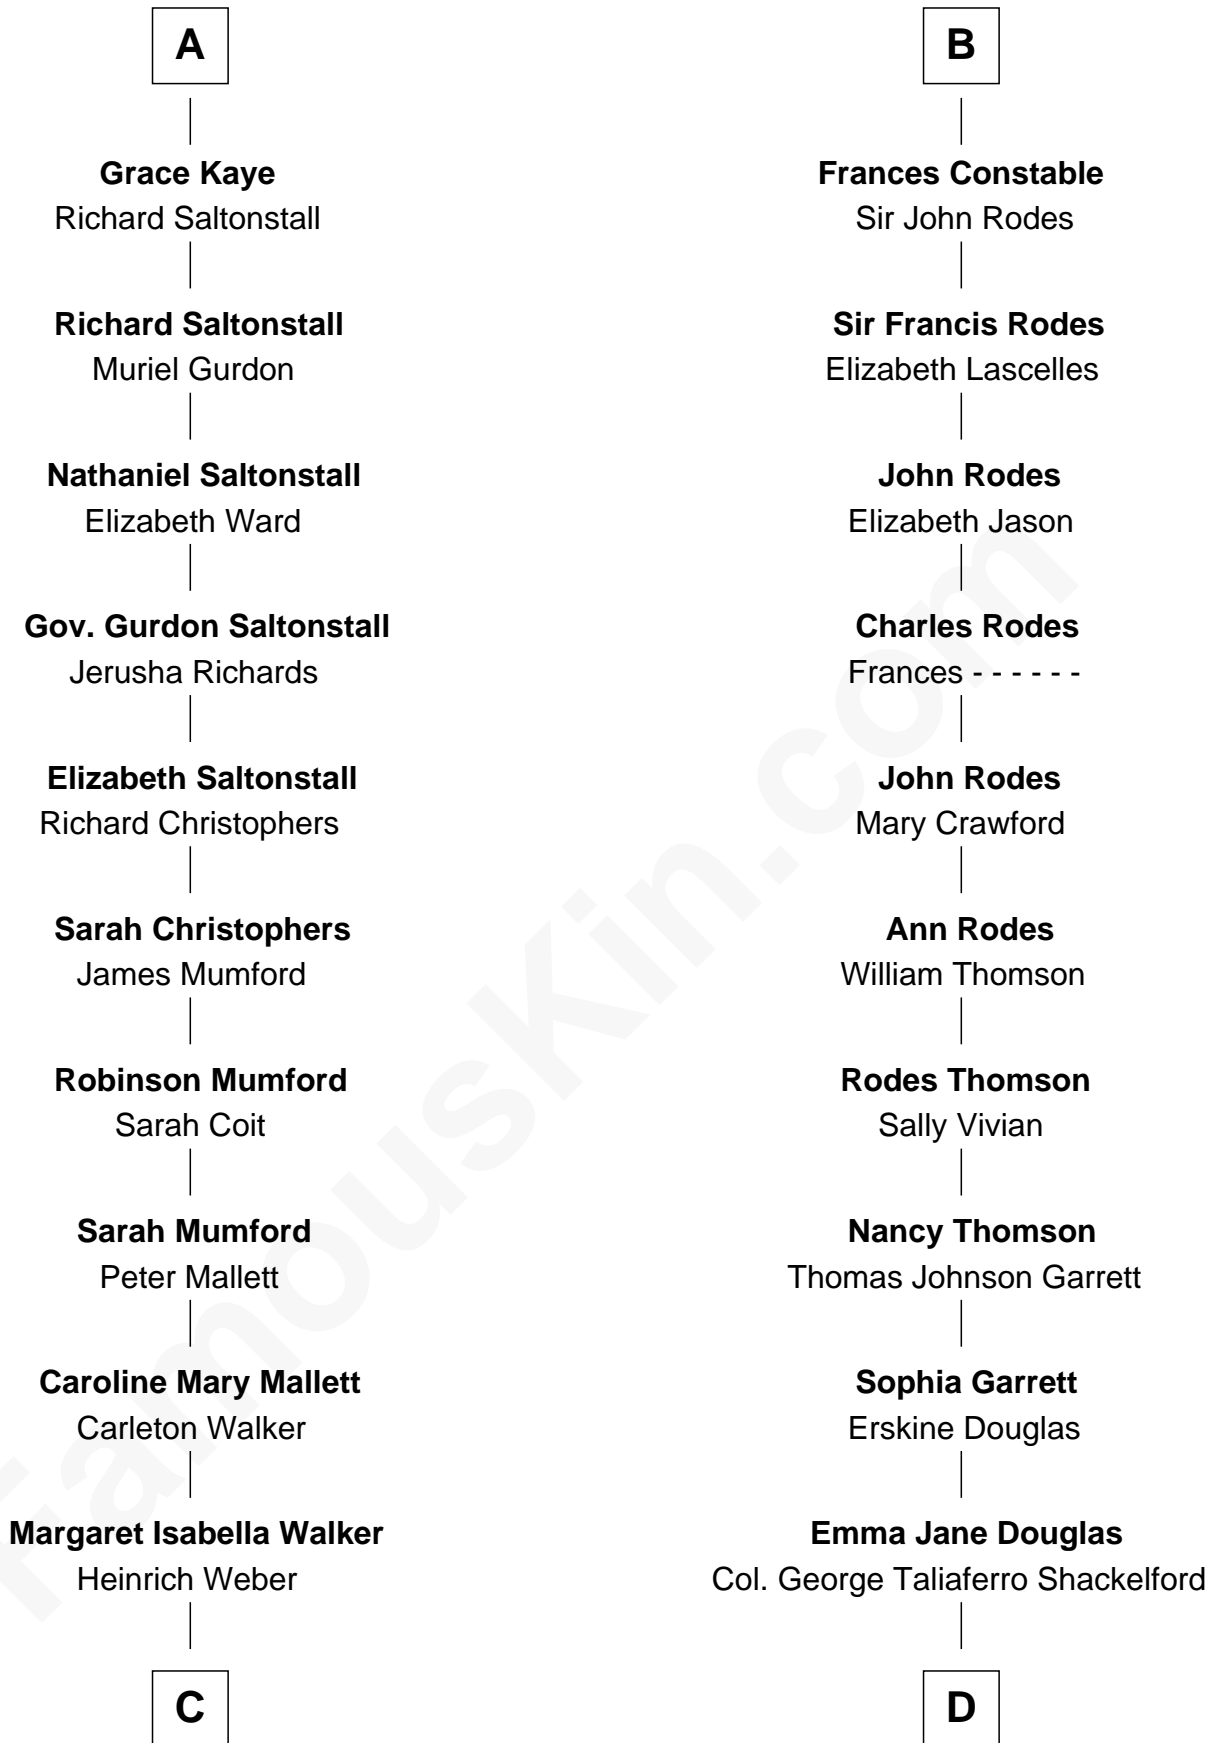 A
Grace Kaye
Richard Saltonstall
Richard Saltonstall
Muriel Gurdon
Nathaniel Saltonstall
Elizabeth Ward
Gov. Gurdon Saltonstall
Jerusha Richards
Elizabeth Saltonstall
Richard Christophers
Sarah Christophers
James Mumford
Robinson Mumford
Sarah Coit
Sarah Mumford
Peter Mallett
Caroline Mary Mallett
Carleton Walker
Margaret Isabella Walker
Heinrich Weber
C
B
Frances Constable
Sir John Rodes
Sir Francis Rodes
Elizabeth Lascelles
John Rodes
Elizabeth Jason
Charles Rodes
Frances - - - - - -
John Rodes
Mary Crawford
Ann Rodes
William Thomson
Rodes Thomson
Sally Vivian
Nancy Thomson
Thomas Johnson Garrett
Sophia Garrett
Erskine Douglas
Emma Jane Douglas
Col. George Taliaferro Shackelford
D
FamousKin.com